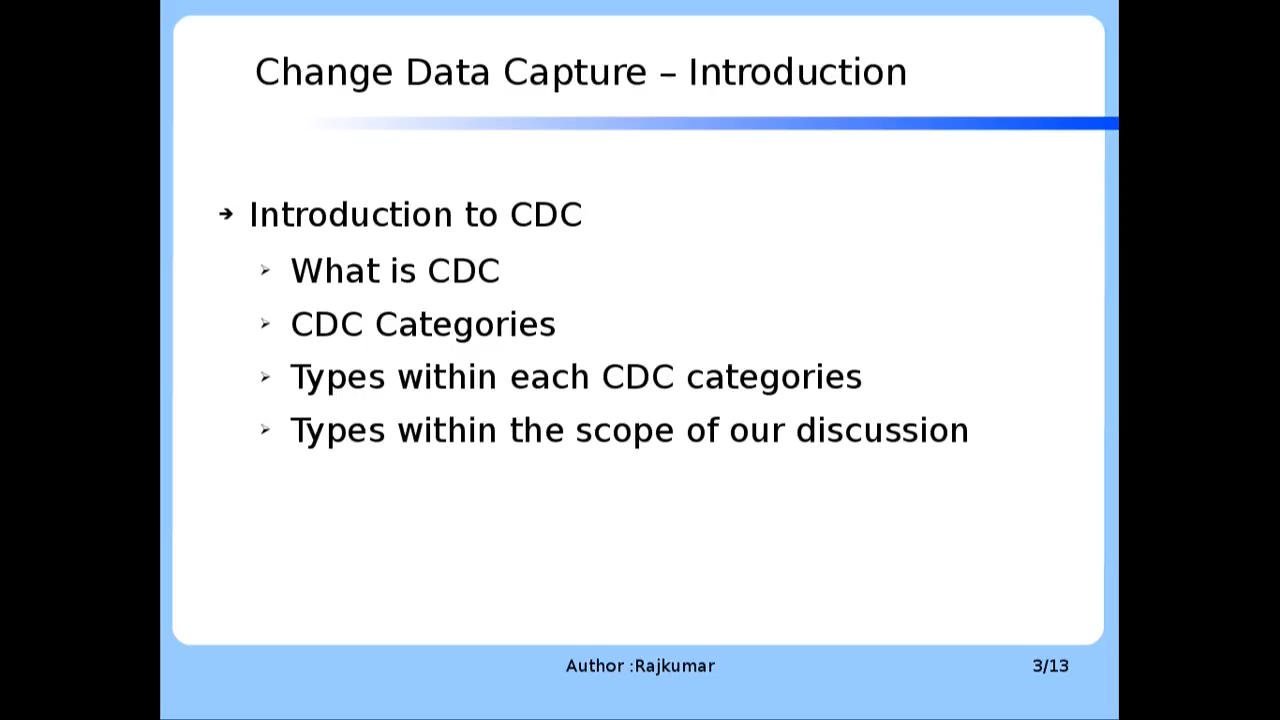 Change Data Capture – Introduction
➔ Introduction to CDC
➢ What is CDC
➢ CDC Categories
➢ Types within each CDC categories
➢ Types within the scope of our discussion
Author :Rajkumar
3/13